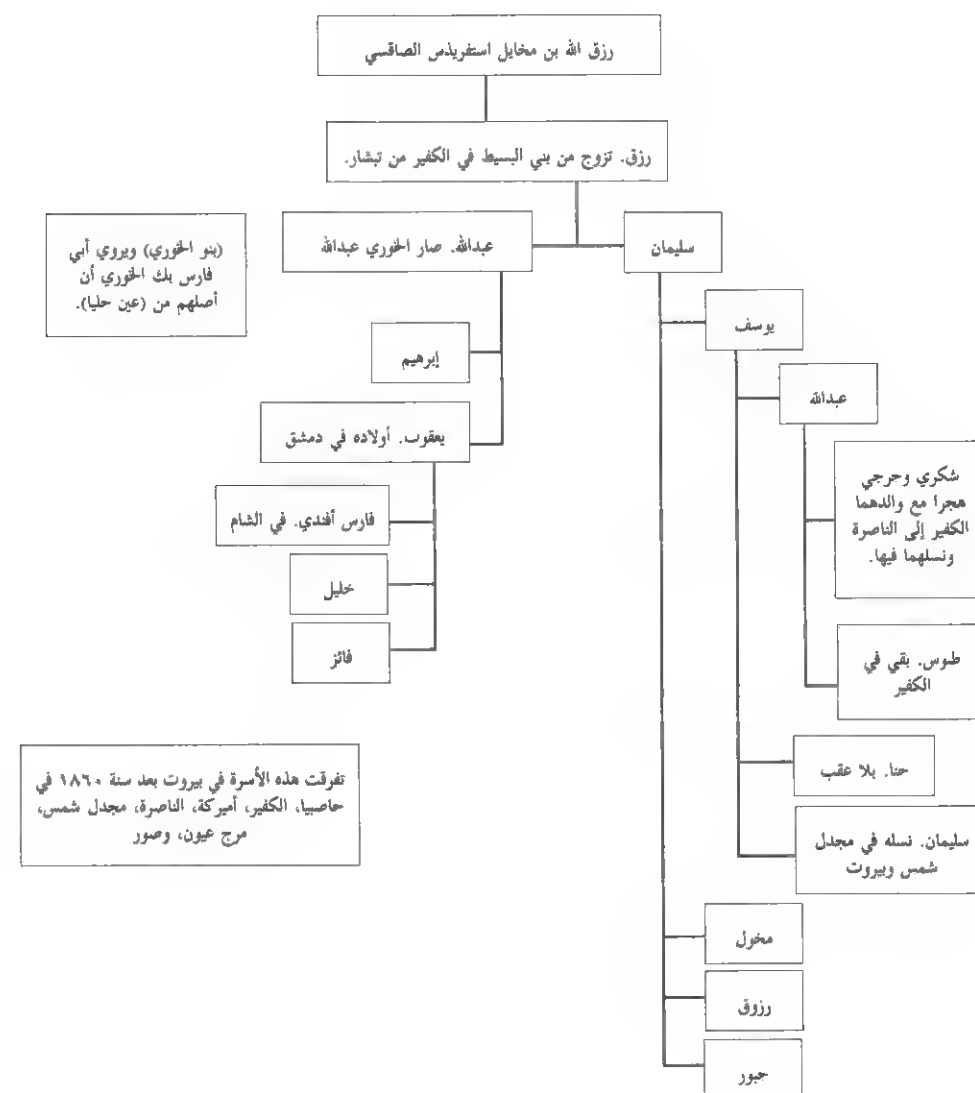 رزق الله بن مخايل استفريذس الصاقسي
رزق. تزوج من بني البسيط في الكفير من تبشار.
سليمان
عبدالله. صار الخوري عبدالله
(بنو الخوري) ويروي أبي
فارس بك الخوري أن
أصلهم من (عين حليا).
يوسف
إبرهيم
عبدالله
يعقوب. أولاده في دمشق
شكري وجرجي
هجرا مع والدهما
الكفير إلى الناصرة
ونسلهما فيها.
فارس أفندي. في الشام
خليل
فائز
طوس. بقي في
الكفير
حنا. بلا عقب
تفرقت هذه الأسرة في بيروت بعد سنة ١٨٦٠ في
حاصبيا، الكفير، أميركة، الناصرة، مجدل شمس،
مرج عيون، وصور
سليمان. نسله في مجدل
شمس وبيروت
مخول
رزوق
جبور